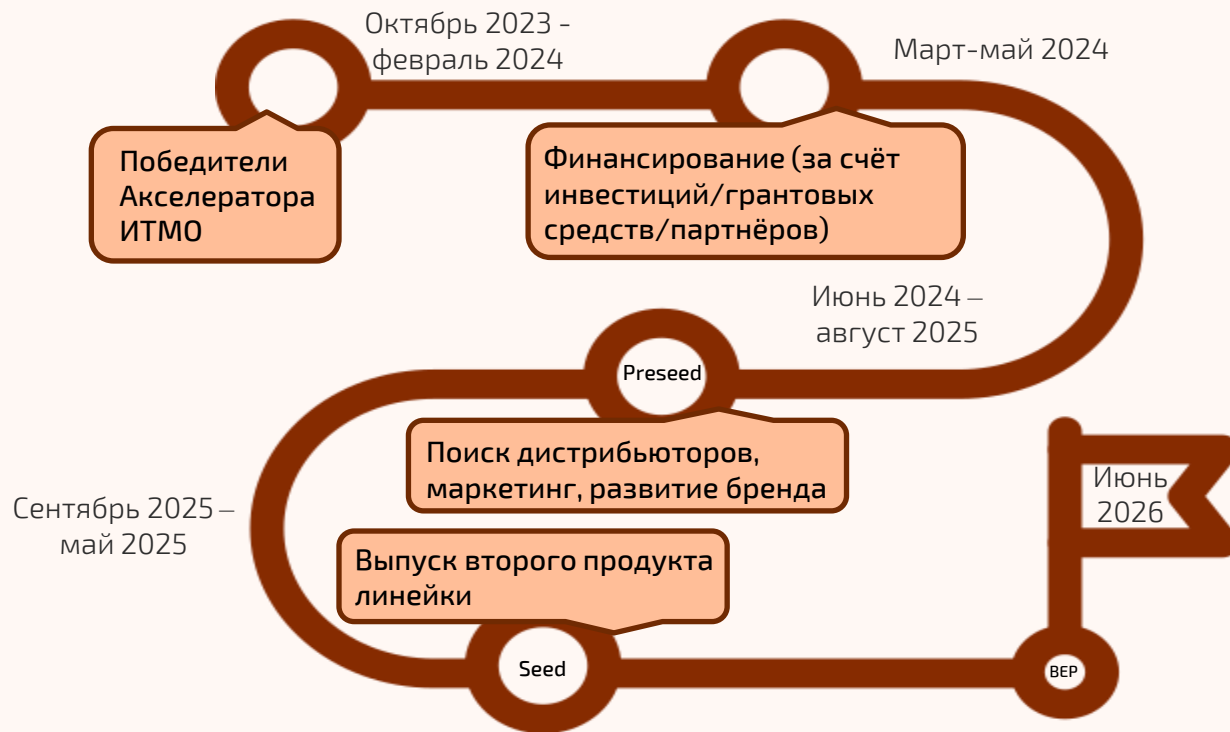 Октябрь 2023 -
февраль 2024
Март-май 2024
Победители
Акселератора
ИТМО
Финансирование (за счёт
инвестиций/грантовых
средств/партнёров)
Июнь 2024 –
август 2025
Preseed
Поиск дистрибьюторов,
маркетинг, развитие бренда
Сентябрь 2025 –
май 2025
Выпуск второго продукта
линейки
Seed
Июнь
2026
BEP